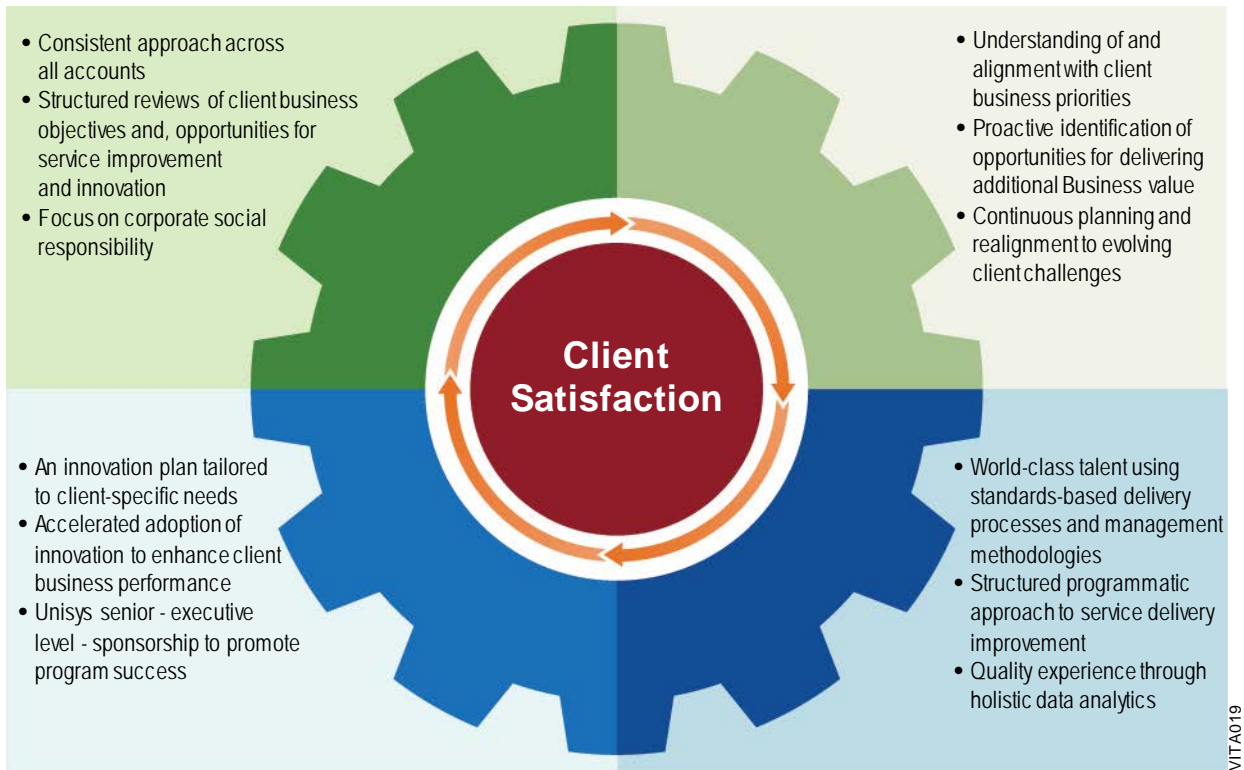 • Consistent approach across
all accounts
• Structured reviews of client business
objectives and, opportunities for
service improvement
and innovation
• Focus on corporate social
responsibility
• Understanding of and
alignment with client
business priorities
• Proactive identification of
opportunities for delivering
additional Business value
• Continuous planning and
realignment to evolving
client challenges
Client
Satisfaction
• An innovation plan tailored
to client-specific needs
• Accelerated adoption of
innovation to enhance client
business performance
• Unisys senior - executive
level - sponsorship to promote
program success
• World-class talent using
standards-based delivery
processes and management
methodologies
• Structured programmatic
approach to service delivery
improvement
• Quality experience through
holistic data analytics
VITA019